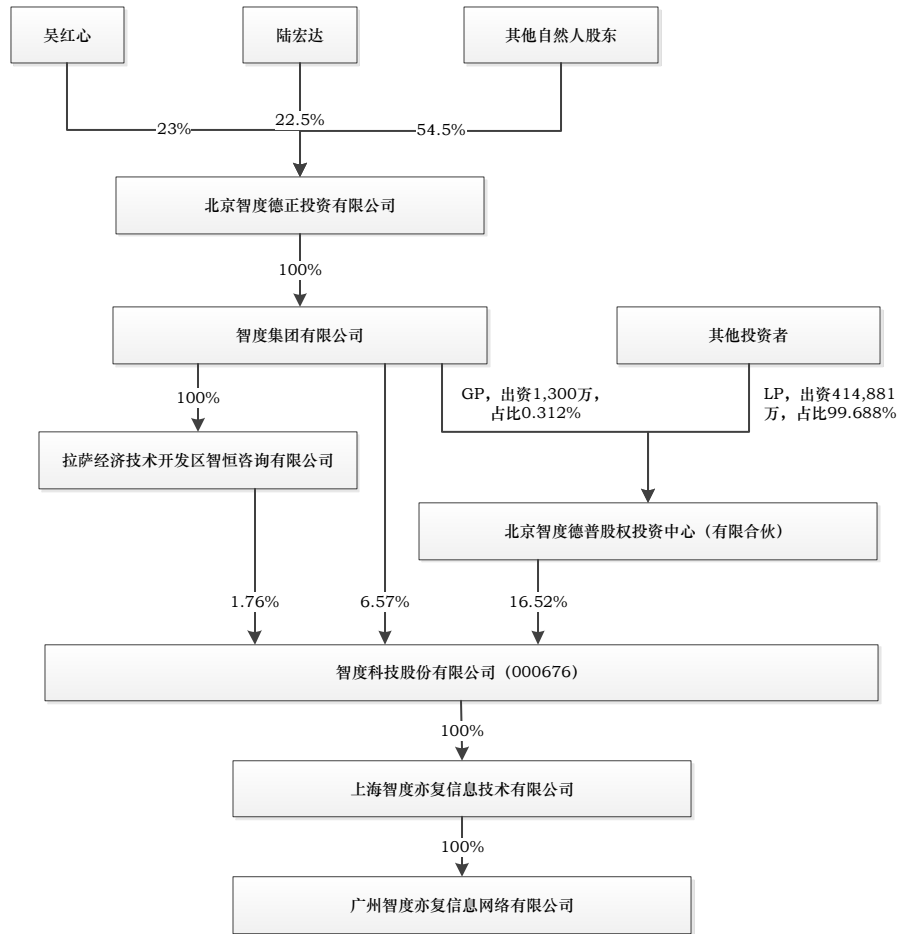 吴红心
陆宏达
其他自然人股东
23%
22.5%
54.5%
北京智度德正投资有限公司
100%
智度集团有限公司
其他投资者
100%
GP，出资1,300万，
占比0.312%
LP，出资414,881
万，占比99.688%
拉萨经济技术开发区智恒咨询有限公司
北京智度德普股权投资中心（有限合伙）
1.76%
6.57%
16.52%
智度科技股份有限公司（000676）
100%
上海智度亦复信息技术有限公司
100%
广州智度亦复信息网络有限公司